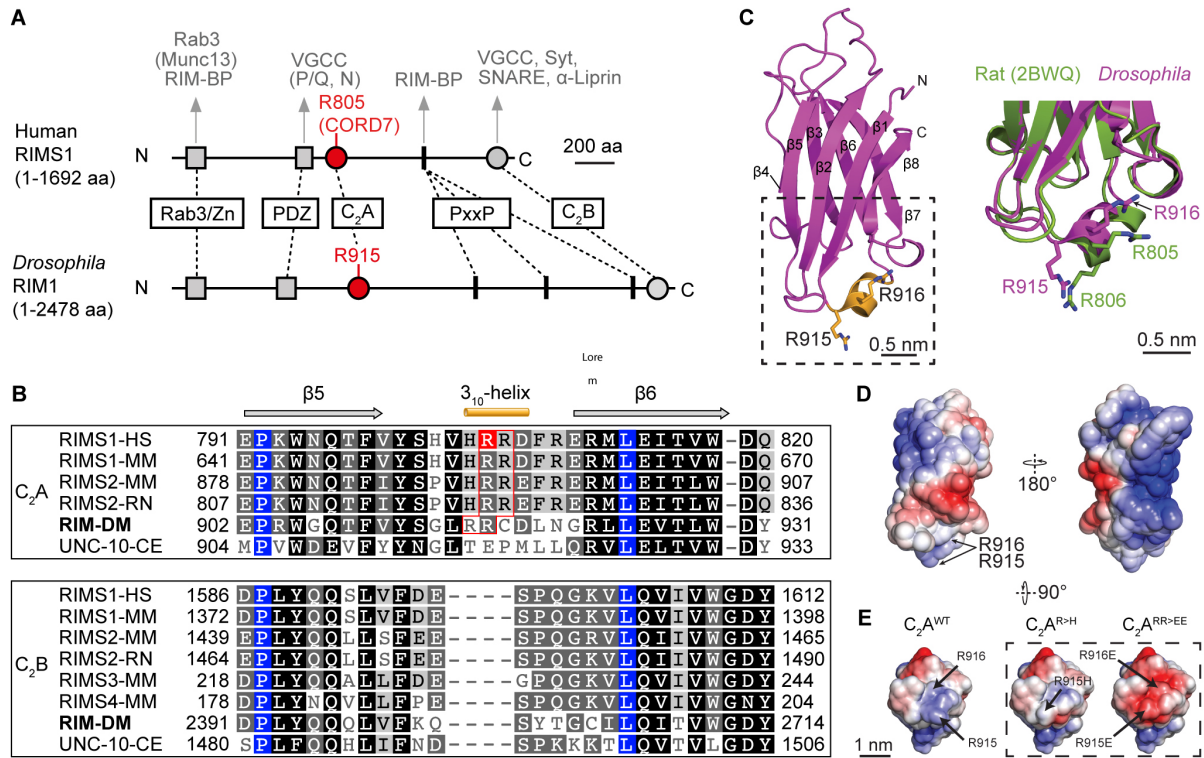 A
Rab3
(Munc13)
RIM-BP
VGCC
(P/Q, N)
RIM-BP
VGCC, Syt,
SNARE, α-Liprin
R805
(CORD7)
Human
RIMS1
(1-1692 aa)
N
C
200 aa
Rab3/Zn
PDZ
C2A
PxxP
C2B
R915
Drosophila
RIM1
(1-2478 aa)
N
C
C
N
C
β1
β3
β5
β6
β2
β4
β8
β7
R916
R915
0.5 nm
Rat (2BWQ)
Drosophila
R916
R805
R915
R806
0.5 nm
Lore
m
B
β5
310-helix
β6
C2A
RIMS1-HS 791 EPKWNQTFVYSHVHRRDFRERMLEITVW-DQ 820
RIMS1-MM 641 EPKWNQTFVYSHVHRRDFRERMLEITVW-DQ 670
RIMS2-MM 878 EPKWNQTFIYSPVHRREFRERMLEITLW-DQ 907
RIMS2-RN 807 EPKWNQTFIYSPVHRREFRERMLEITLW-DQ 836
RIM-DM 902 EPRWGQTFVYSGLRRCDLNGRLLEVTLW-DY 931
UNC-10-CE 904 MPVWDEVFYYNGLTEPMLLQRVLELTVW-DY 933
C2B
RIMS1-HS 1586 DPLYQQSLVFDE----SPQGKVLQVIVWGDY 1612
RIMS1-MM 1372 DPLYQQSLVFDE----SPQGKVLQVIVWGDY 1398
RIMS2-MM 1439 DPLYQQLLSFEE----SPQGRVLQIIVWGDY 1465
RIMS2-RN 1464 DPLYQQLLSFEE----SPQGKVLQIIVWGDY 1490
RIMS3-MM 218 DPLYQQALLFDE----GPQGKVLQVIVWGDY 244
RIMS4-MM 178 DPLYNQVLLFPE----SPQGKVLQVIVWGNY 204
RIM-DM 2391 DPLYQQQLVFKQ----SYTGCILQITVWGDY 2714
UNC-10-CE 1480 SPLFQQHLIFND----SPKKKTLQVTVLGDY 1506
D
180°
R916
R915
90°
E
C2AWT
C2AR>H
C2ARR>EE
R916
R915
R915H
R916E
R915E
1 nm